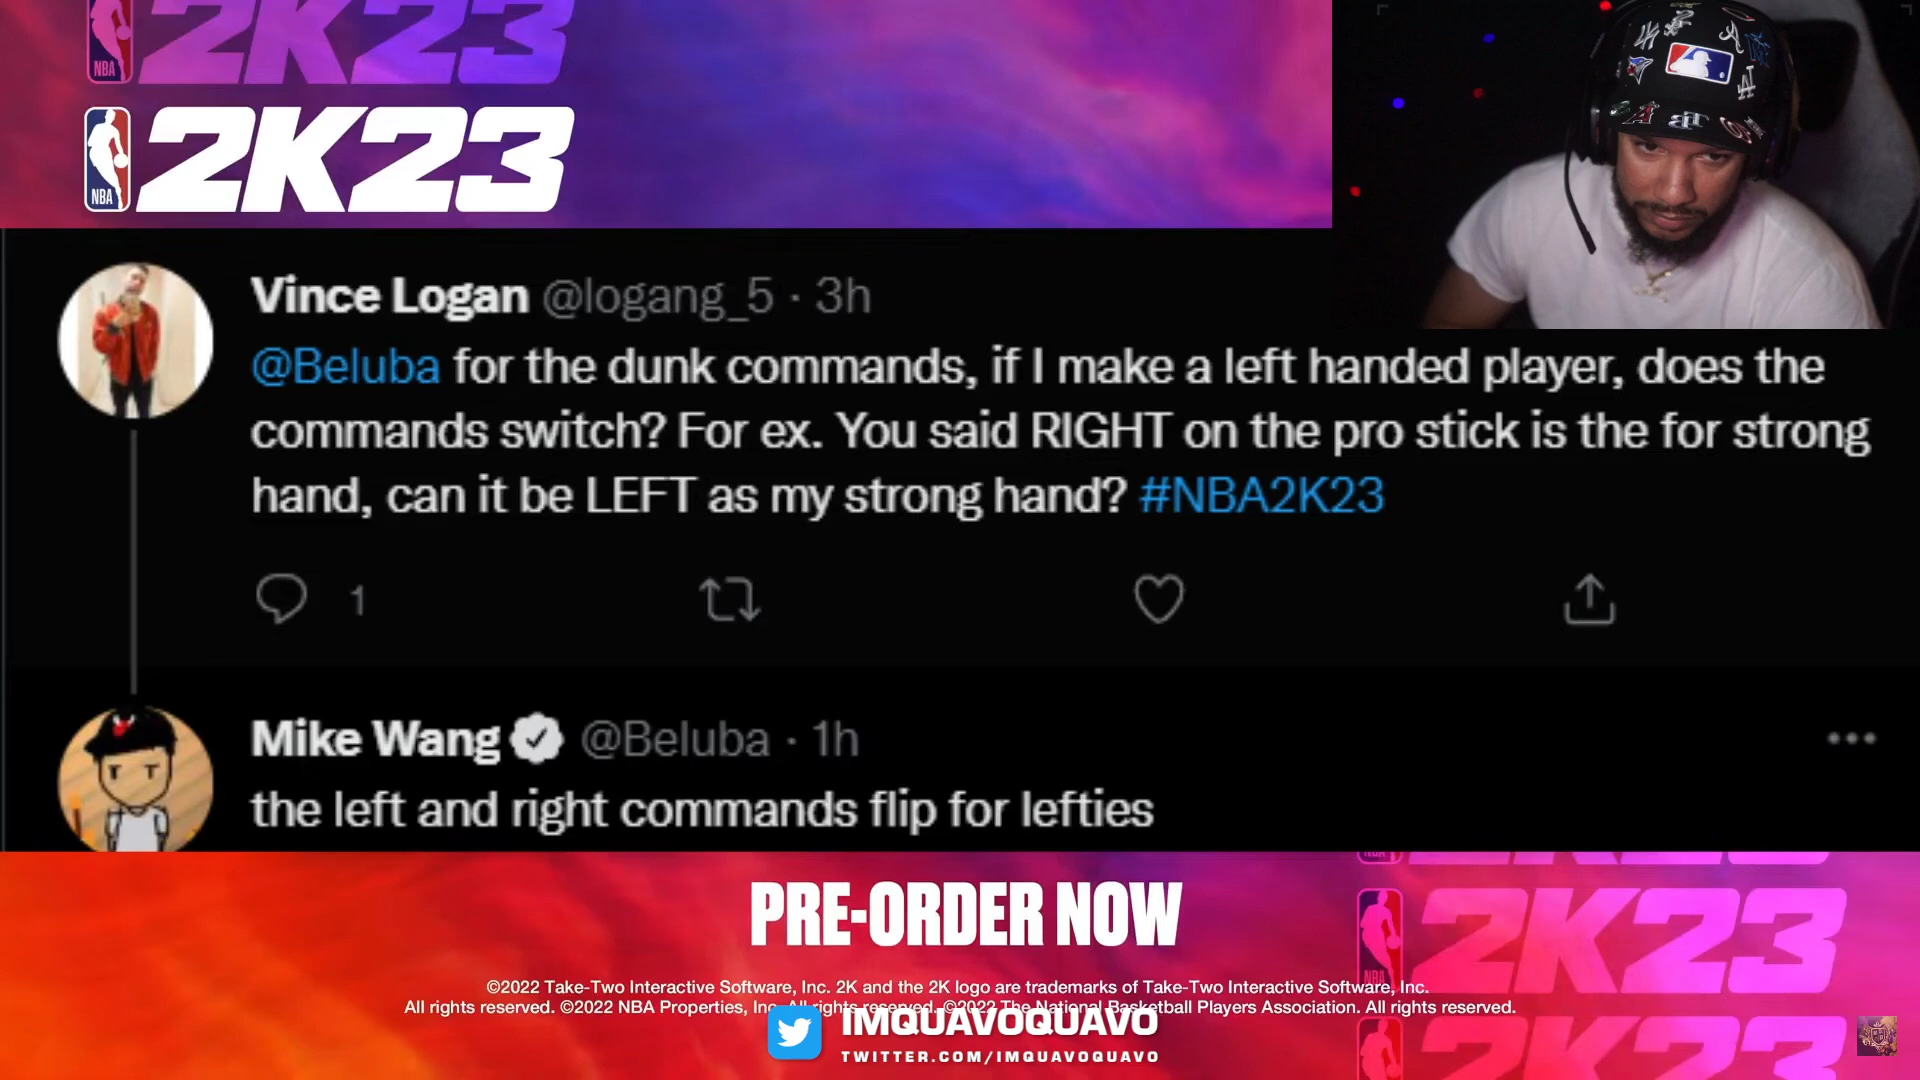 2K23
NBA
2K23
NBA
Vince Logan @logang_5 · 3h
@Beluba for the dunk commands, if I make a left handed player, does the
commands switch? For ex. You said RIGHT on the pro stick is the for strong
hand, can it be LEFT as my strong hand? #NBA2K23
1
Mike Wang @Beluba · 1h
the left and right commands flip for lefties
PRE-ORDER NOW
2K23
NBA
©2022 Take-Two Interactive Software, Inc. 2K and the 2K logo are trademarks of Take-Two Interactive Software, Inc.
All rights reserved. ©2022 NBA Properties, Inc. All rights reserved. ©2022 The National Basketball Players Association. All rights reserved.
IMQUAVOQUAVO
TWITTER.COM/IMQUAVOQUAVO
2K23